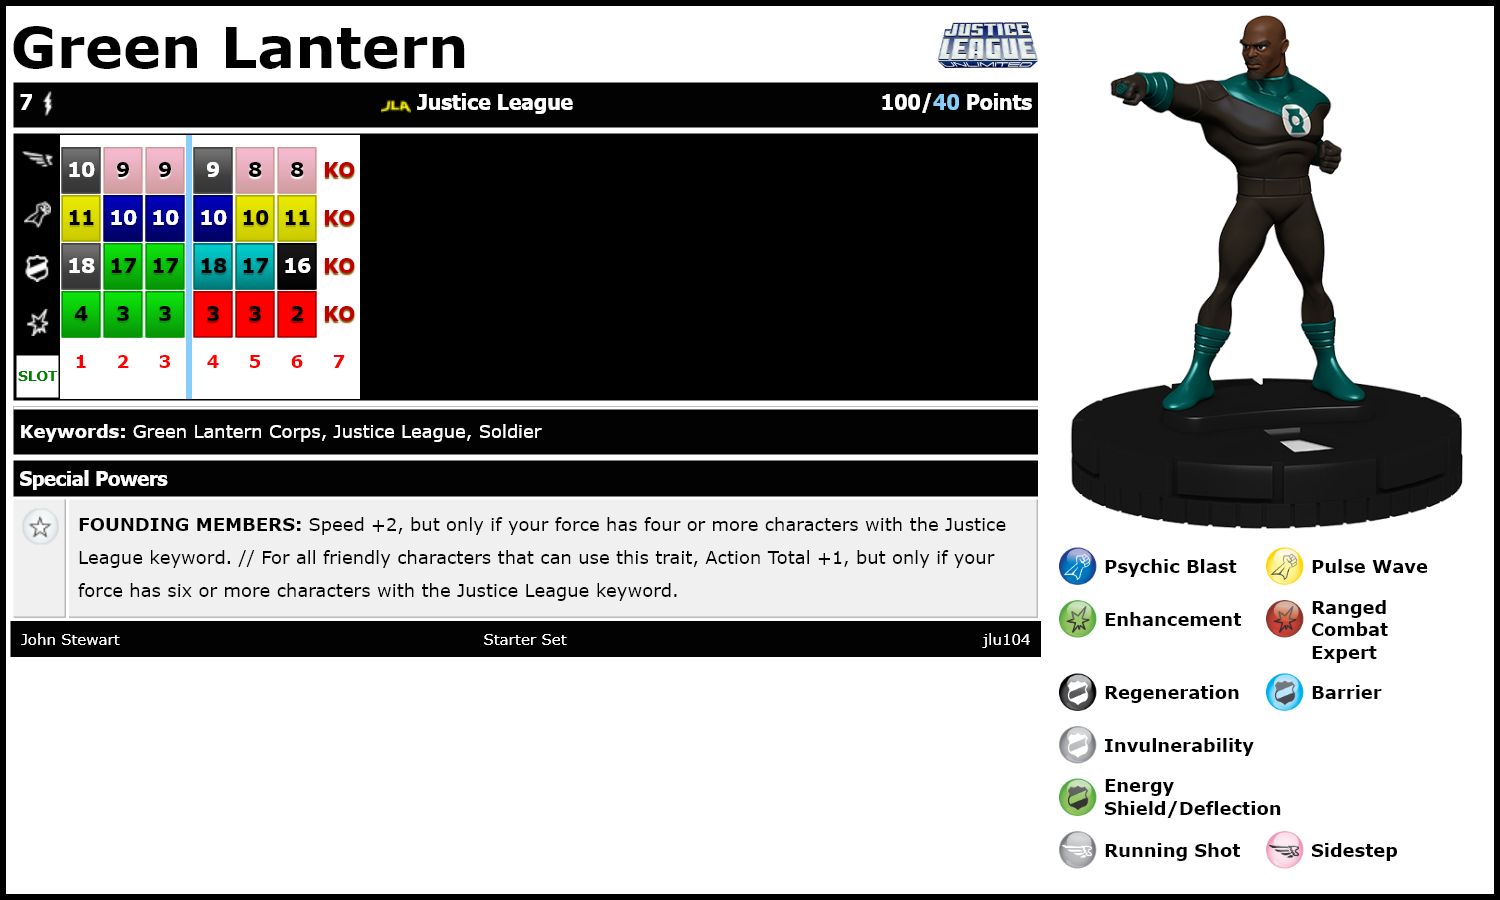 Green Lantern
JUSTICE
LEAGUE
UNLIMITED
7 JLA Justice League 100/40 Points
10 9 9 9 8 8 KO
11 10 10 10 10 11 KO
18 17 17 18 17 16 KO
4 3 3 3 3 2 KO
SLOT 1 2 3 4 5 6 7
Keywords: Green Lantern Corps, Justice League, Soldier
Special Powers
FOUNDING MEMBERS: Speed +2, but only if your force has four or more characters with the Justice
League keyword. // For all friendly characters that can use this trait, Action Total +1, but only if your
force has six or more characters with the Justice League keyword.
John Stewart Starter Set jlu104
Psychic Blast Pulse Wave
Enhancement Ranged
Combat
Expert
Regeneration Barrier
Invulnerability
Energy
Shield/Deflection
Running Shot Sidestep